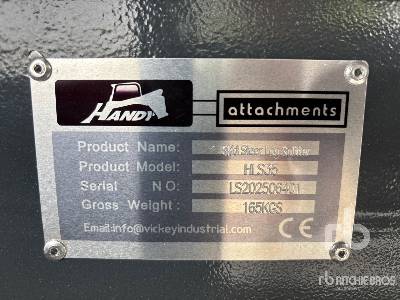 HANDY attachments
Product Name: Skid Steer Log Splitter
Product Model: HLS35
Serial NO:
Gross Weight: 165KGS
Email:info@vickeyindustrial.com
rb
RITCHIE BROS.